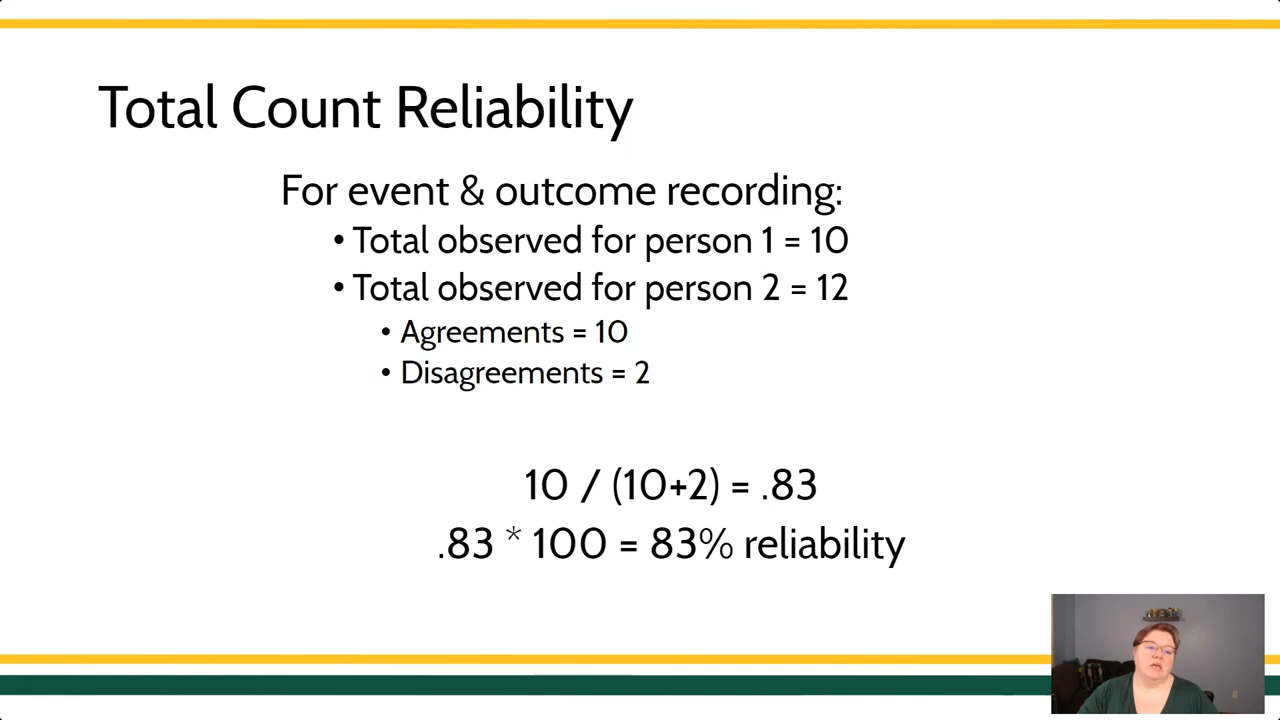 Total Count Reliability
For event & outcome recording:
• Total observed for person 1 = 10
• Total observed for person 2 = 12
• Agreements = 10
• Disagreements = 2
10 / (10+2) = .83
.83 * 100 = 83% reliability